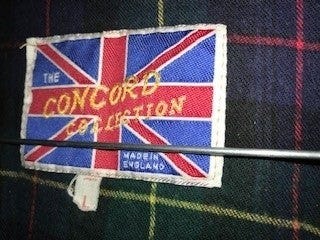 THE
CONCORD
COLLECTION
MADE IN
ENGLAND
L